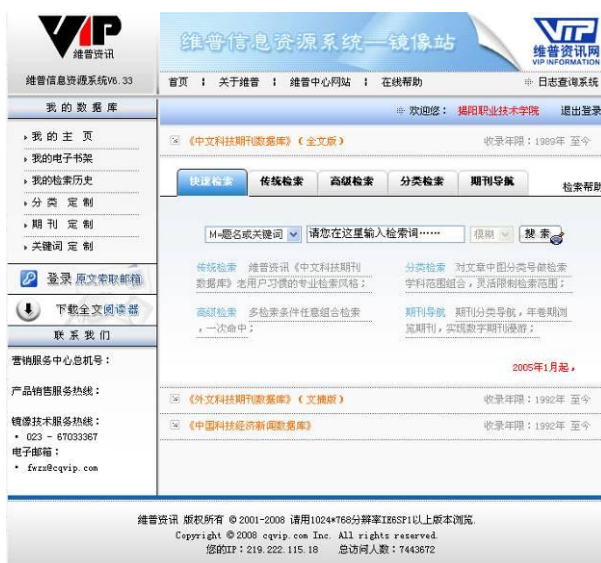 VIP
维普资讯
维普信息资源系统—镜像站
VIP
维普资讯网
VIP INFORMATION
维普信息资源系统V6.33
首页 ： 关于维普 ： 维普中心网站 ： 在线帮助
日志查询系统
我的数据库
欢迎您： 揭阳职业技术学院 退出登录
我的主 页
我的电子书架
我的检索历史
分 类 定制
期 刊 定制
关键词 定制
登录 原文索取邮箱
下载全文阅读器
联系我们
营销服务中心总机号：
产品销售服务热线：
镜像技术服务热线：
• 023 - 67033367
电子邮箱：
• fwzx@cqvip.com
《中文科技期刊数据库》（全文版） 收录年限：1989年 至今
快速检索 传统检索 高级检索 分类检索 期刊导航 检索帮助
M=题名或关键词 请您在这里输入检索词…… 模糊 搜 索
传统检索 维普资讯《中文科技期刊
数据库》老用户习惯的专业检索风格；
分类检索 对文章中图分类号做检索
学科范围组合，灵活限制检索范围；
高级检索 多检索条件任意组合检索
，一次命中；
期刊导航 期刊分类导航，年卷期浏
览期刊，实现数字期刊漫游；
2005年1月起，
《外文科技期刊数据库》（文摘版） 收录年限：1992年 至今
《中国科技经济新闻数据库》 收录年限：1992年 至今
维普资讯 版权所有 ©2001-2008 请用1024*768分辨率IE6SP1以上版本浏览.
Copyright©2008 cqvip.com Inc. All rights reserved
您的IP：219.222.115.18 总访问人数：7443672